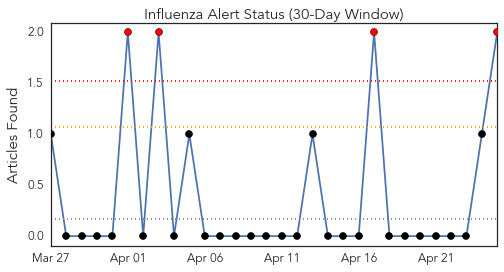 Influenza Alert Status (30-Day Window)
Articles Found
2.0
1.5
1.0
0.5
0.0
Mar 27 Apr 01 Apr 06 Apr 11 Apr 16 Apr 21